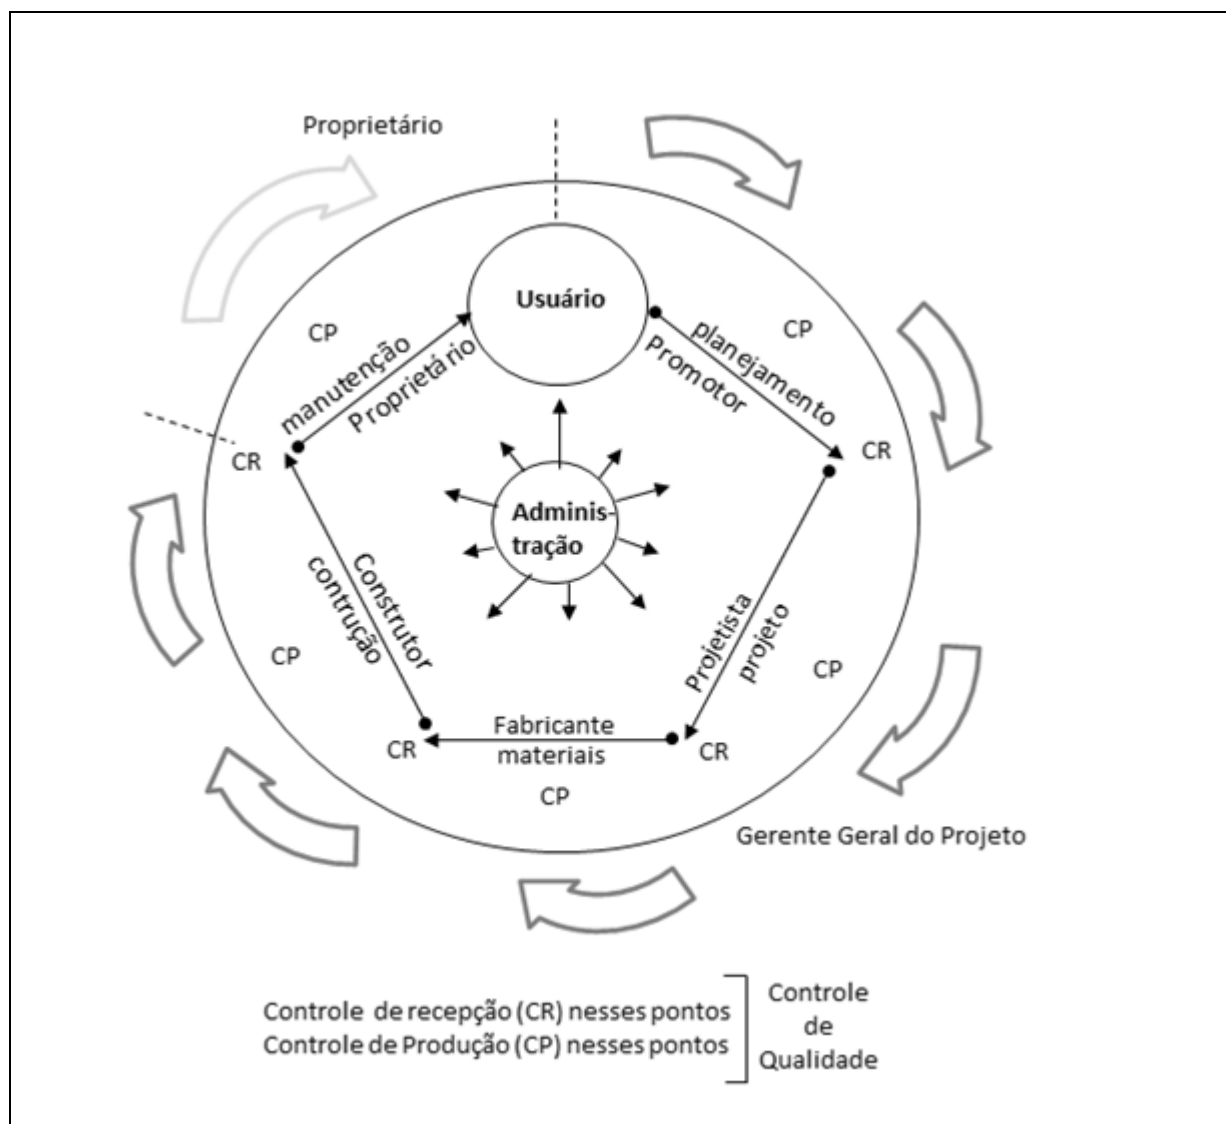 Proprietário
Usuário
CP
CP
manutenção
Proprietário
planejamento
Promotor
CR
CR
Adminis-
tração
Construtor
contrução
Projetista
projeto
CP
CP
Fabricante
materiais
CR
CR
CP
Gerente Geral do Projeto
Controle de recepção (CR) nesses pontos
Controle de Produção (CP) nesses pontos
Controle
de
Qualidade